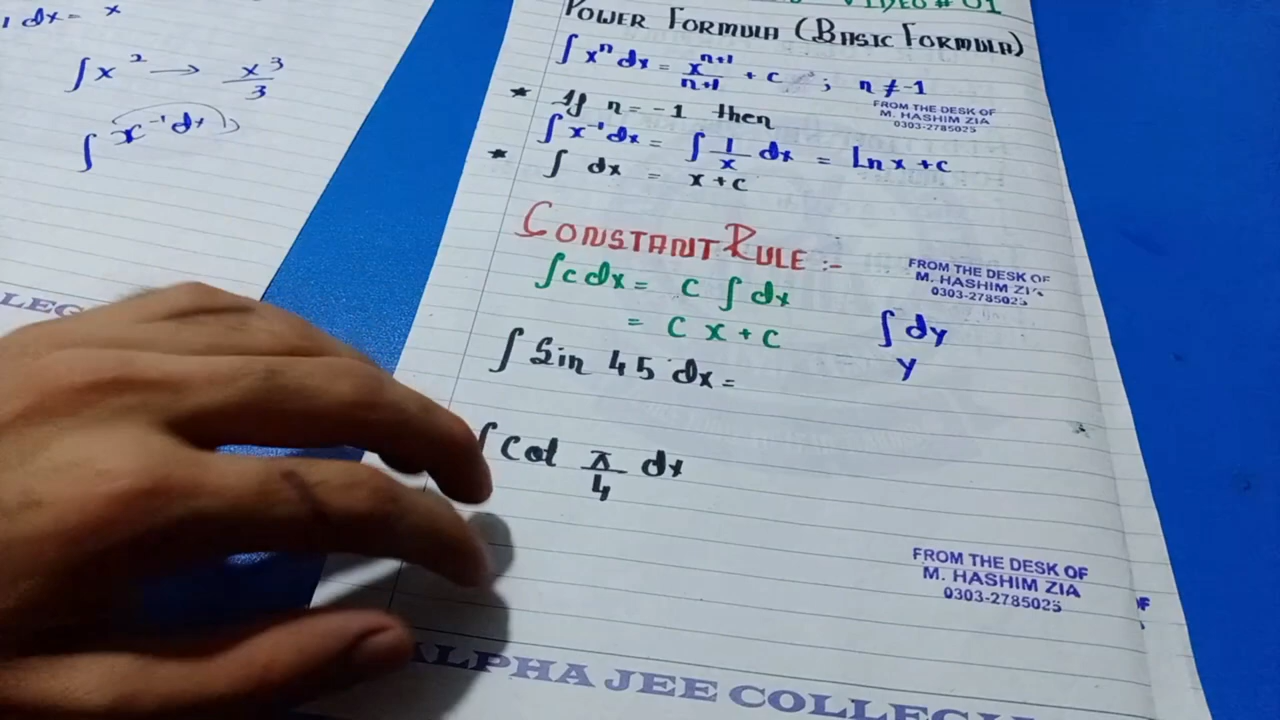 dx = x
∫ x² → x³/3
∫ x⁻¹ dx
VIDEO # 01
POWER FORMULA (BASIC FORMULA)
∫ xⁿ dx = xⁿ⁺¹/n+1 + C ; n ≠ -1
* If n = -1 then
∫ x⁻¹ dx = ∫ 1/x dx = Ln x + C
* ∫ dx = x + C
FROM THE DESK OF
M. HASHIM ZIA
0303-2785025
CONSTANT RULE :-
∫ c dx = C ∫ dx
= C x + C
∫ dy
y
FROM THE DESK OF
M. HASHIM ZIA
0303-2785025
∫ Sin 45 dx =
∫ Cot π/4 dx
FROM THE DESK OF
M. HASHIM ZIA
0303-2785025
ALPHA JEE COLLEGI